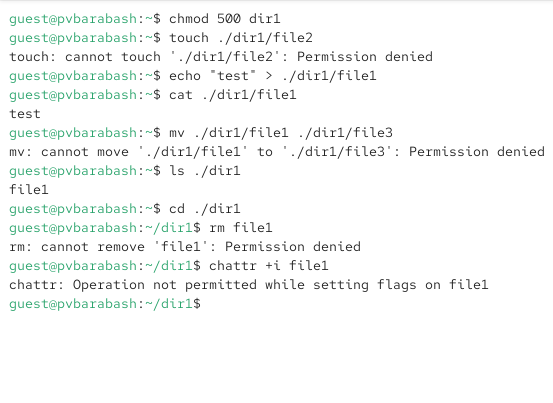 guest@pvbarabash:~$ chmod 500 dir1
guest@pvbarabash:~$ touch ./dir1/file2
touch: cannot touch './dir1/file2': Permission denied
guest@pvbarabash:~$ echo "test" > ./dir1/file1
guest@pvbarabash:~$ cat ./dir1/file1
test
guest@pvbarabash:~$ mv ./dir1/file1 ./dir1/file3
mv: cannot move './dir1/file1' to './dir1/file3': Permission denied
guest@pvbarabash:~$ ls ./dir1
file1
guest@pvbarabash:~$ cd ./dir1
guest@pvbarabash:~/dir1$ rm file1
rm: cannot remove 'file1': Permission denied
guest@pvbarabash:~/dir1$ chattr +i file1
chattr: Operation not permitted while setting flags on file1
guest@pvbarabash:~/dir1$